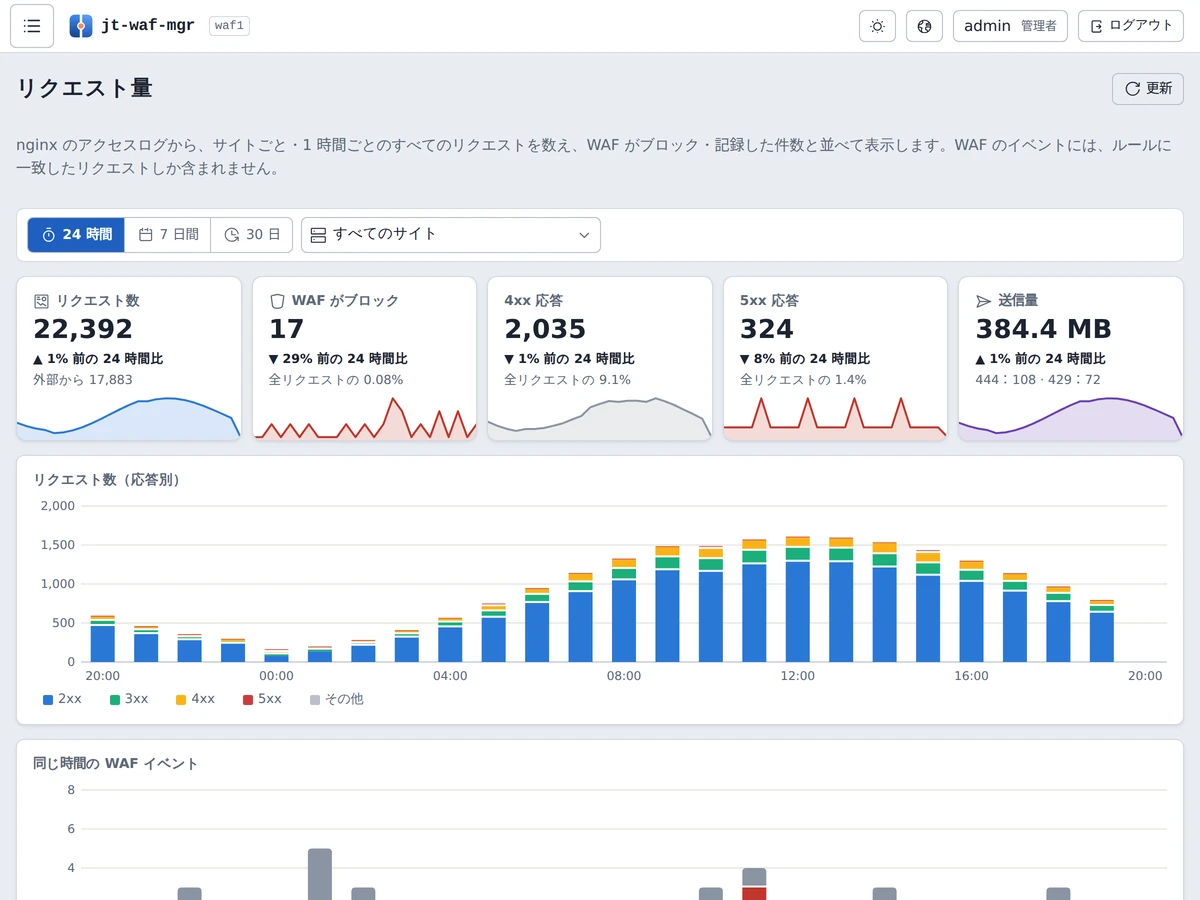 jt-waf-mgr
waf1
admin 管理者
ログアウト
リクエスト量
更新
nginx のアクセスログから、サイトごと・1 時間ごとのすべてのリクエストを数え、WAF がブロック・記録した件数と並べて表示します。WAF のイベントには、ルールに
一致したリクエストしか含まれません。
24 時間
7 日間
30 日
すべてのサイト
リクエスト数
22,392
▲ 1% 前の 24 時間比
外部から 17,883
WAF がブロック
17
▼ 29% 前の 24 時間比
全リクエストの 0.08%
4xx 応答
2,035
▼ 1% 前の 24 時間比
全リクエストの 9.1%
5xx 応答
324
▼ 8% 前の 24 時間比
全リクエストの 1.4%
送信量
384.4 MB
▲ 1% 前の 24 時間比
444：108 · 429：72
リクエスト数（応答別）
2,000
1,500
1,000
500
0
20:00 00:00 04:00 08:00 12:00 16:00 20:00
2xx 3xx 4xx 5xx その他
同じ時間の WAF イベント
8
6
4